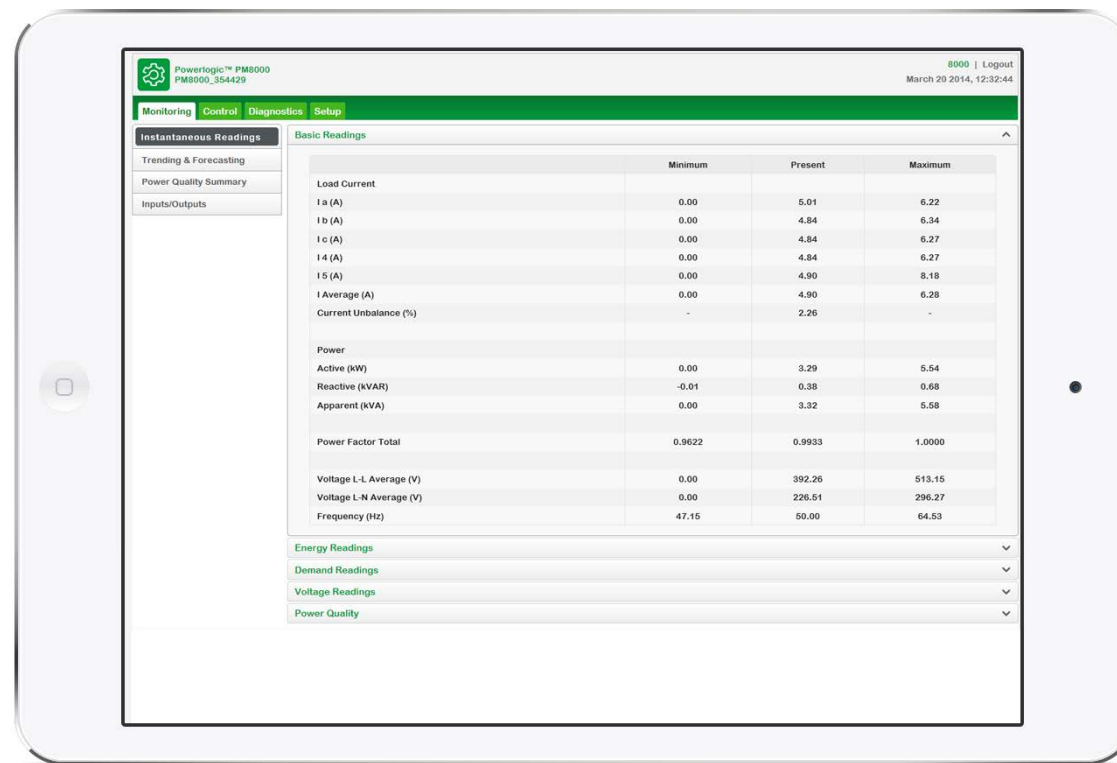 Powerlogic™ PM8000
PM8000_354429
8000 | Logout
March 20 2014, 12:32:44
Monitoring Control Diagnostics Setup
Instantaneous Readings
Trending & Forecasting
Power Quality Summary
Inputs/Outputs
Basic Readings
Minimum Present Maximum
Load Current
I a (A) 0.00 5.01 6.22
I b (A) 0.00 4.84 6.34
I c (A) 0.00 4.84 6.27
I 4 (A) 0.00 4.84 6.27
I 5 (A) 0.00 4.90 8.18
I Average (A) 0.00 4.90 6.28
Current Unbalance (%) - 2.26 -
Power
Active (kW) 0.00 3.29 5.54
Reactive (kVAR) -0.01 0.38 0.68
Apparent (kVA) 0.00 3.32 5.58
Power Factor Total 0.9622 0.9933 1.0000
Voltage L-L Average (V) 0.00 392.26 513.15
Voltage L-N Average (V) 0.00 226.51 296.27
Frequency (Hz) 47.15 50.00 64.53
Energy Readings
Demand Readings
Voltage Readings
Power Quality